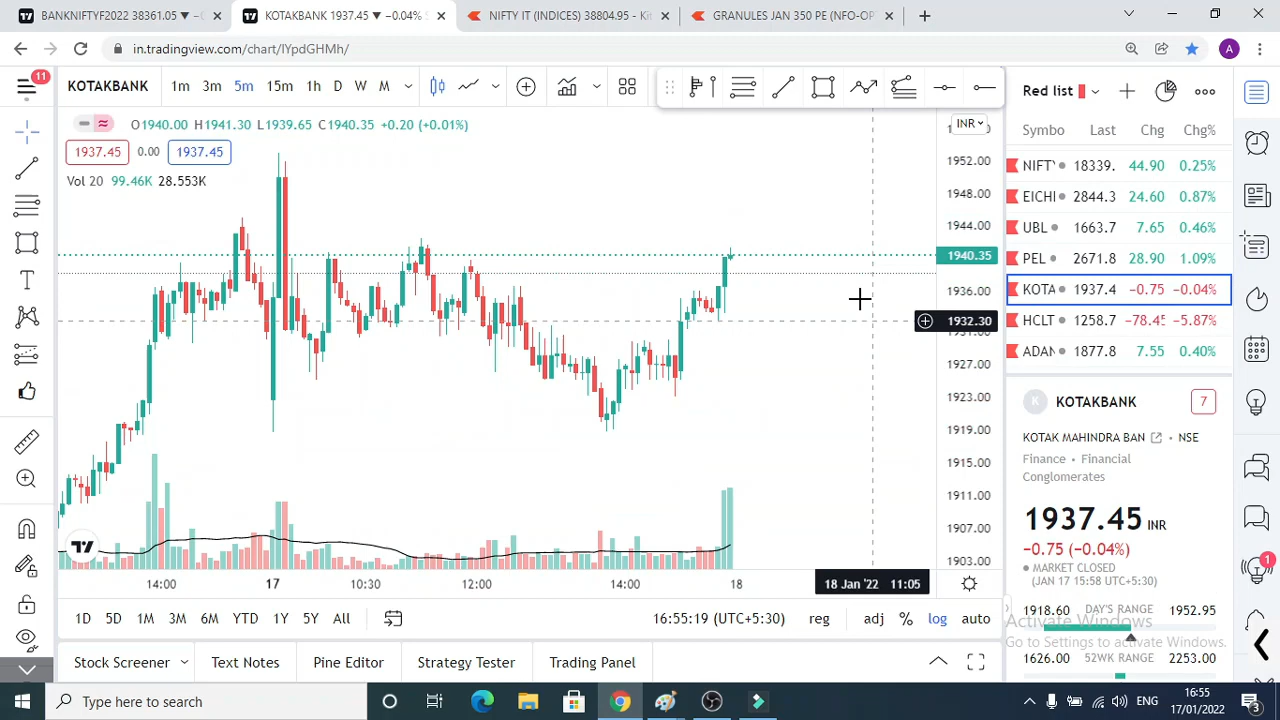 BANKNIFTYF2022 38361.05 ▼ −0
KOTAKBANK 1937.45 ▼ −0.04%
NIFTY IT (INDICES) 38804.95 - Kit
GRANULES JAN 350 PE (NFO-OP
in.tradingview.com/chart/IYpdGHMh/
A
11
KOTAKBANK
1m 3m 5m 15m 1h D W M
Red list
O1940.00 H1941.30 L1939.65 C1940.35 +0.20 (+0.01%)
INR
1937.45 0.00 1937.45
Vol 20 99.46K 28.553K
1952.00
1948.00
1944.00
1940.35
1936.00
1932.30
1931.00
1927.00
1923.00
1919.00
1915.00
1911.00
1907.00
1903.00
14:00 17 10:30 12:00 14:00 18
18 Jan '22 11:05
Symbo Last Chg Chg%
NIFT 18339. 44.90 0.25%
EICHI 2844.3 24.60 0.87%
UBL 1663.7 7.65 0.46%
PEL 2671.8 28.90 1.09%
KOTA 1937.4 −0.75 −0.04%
HCLT 1258.7 −78.45 −5.87%
ADAN 1877.8 7.55 0.40%
K KOTAKBANK 7
KOTAK MAHINDRA BAN • NSE
Finance • Financial
Conglomerates
1937.45 INR
−0.75 (−0.04%)
MARKET CLOSED
(JAN 17 15:58 UTC+5:30)
1918.60 DAY'S RANGE 1952.95
Activate Windows
Go to Settings to activate Windows.
1626.00 52WK RANGE 2253.00
1
1D 5D 1M 3M 6M YTD 1Y 5Y All
16:55:19 (UTC+5:30) reg adj % log auto
Stock Screener Text Notes Pine Editor Strategy Tester Trading Panel
Type here to search
ENG
16:55
17/01/2022
3